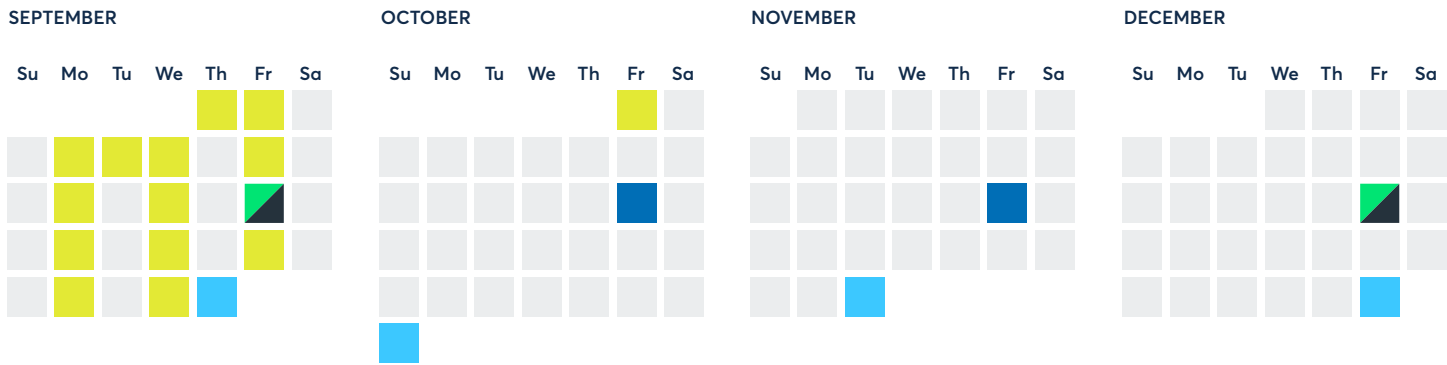 SEPTEMBER
Su Mo Tu We Th Fr Sa
OCTOBER
Su Mo Tu We Th Fr Sa
NOVEMBER
Su Mo Tu We Th Fr Sa
DECEMBER
Su Mo Tu We Th Fr Sa